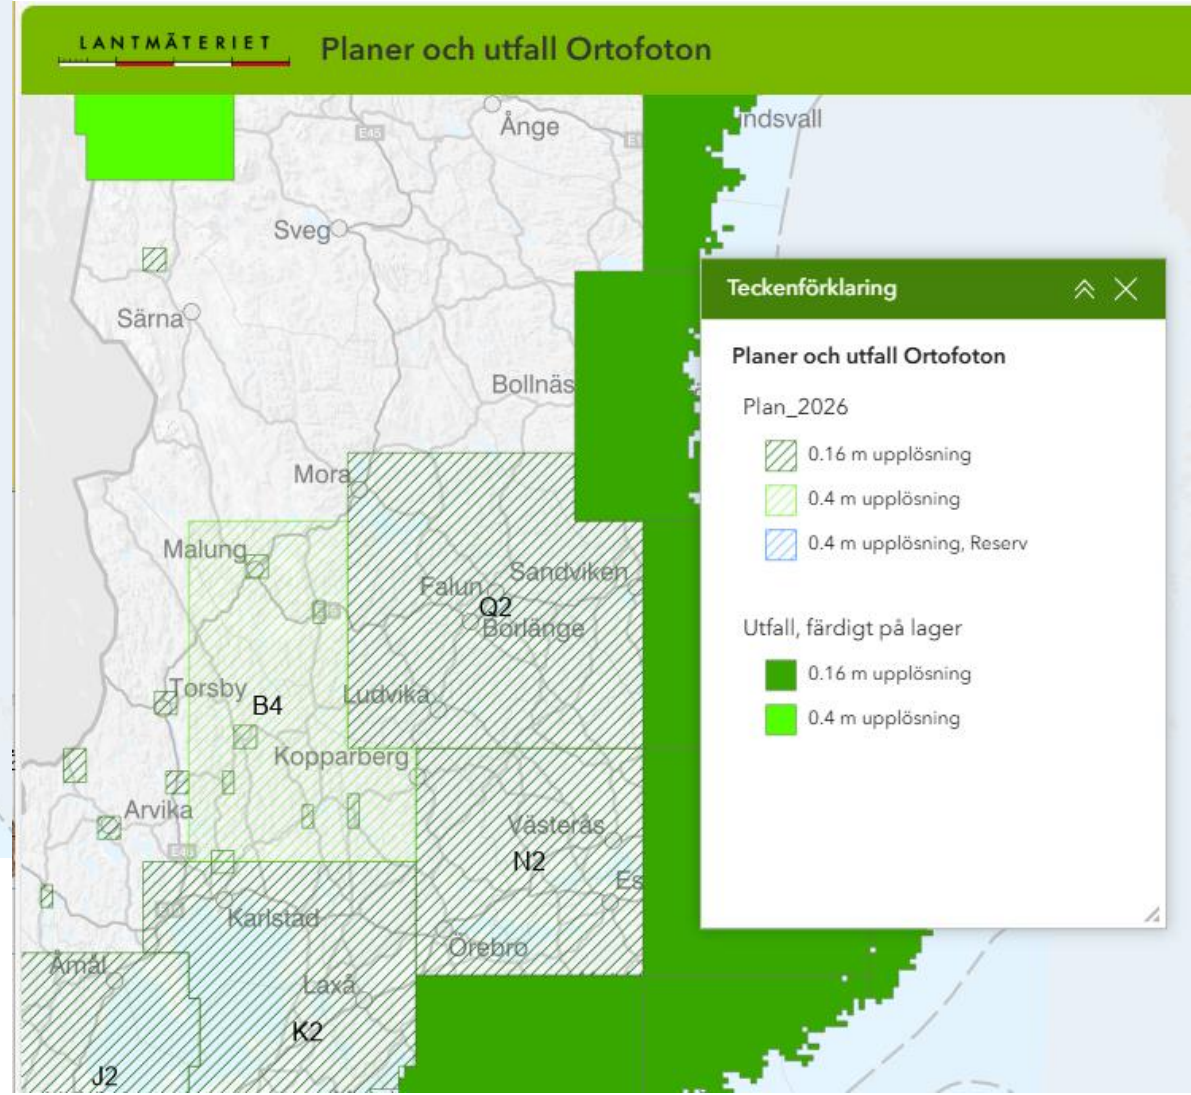 LANTMÄTERIET
Planer och utfall Ortofoton
Ånge
E45
ndsvall
Sveg
Särna
Bollnäs
Mora
Malung
Falun
Sandviken
Q2
Borlänge
Torsby
B4
Ludvika
Kopparberg
Arvika
Västerås
N2
Es
Karlstad
Örebro
Åmål
Laxå
K2
J2
Teckenförklaring
Planer och utfall Ortofoton
Plan_2026
0.16 m upplösning
0.4 m upplösning
0.4 m upplösning, Reserv
Utfall, färdigt på lager
0.16 m upplösning
0.4 m upplösning